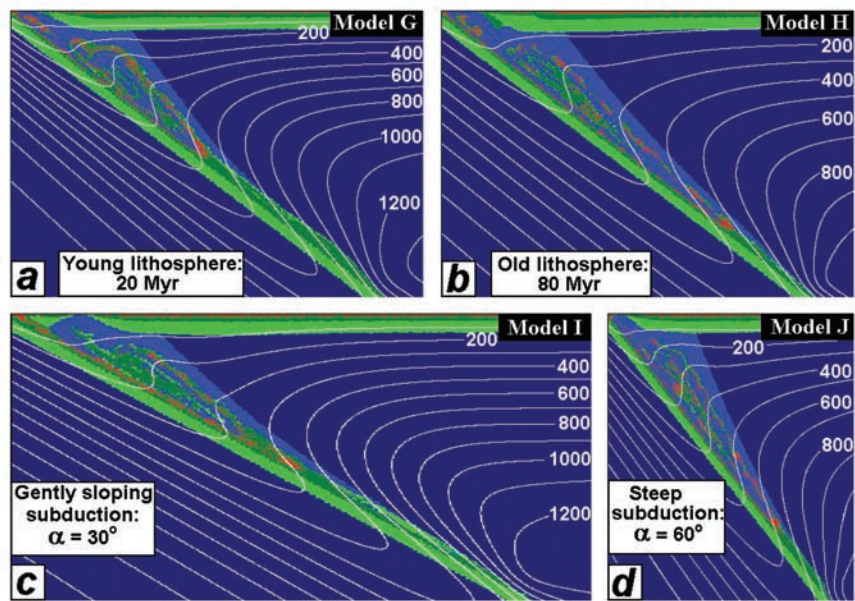 Model G
200
400
600
800
1000
1200
a
Young lithosphere:
20 Myr
Model H
200
400
600
800
b
Old lithosphere:
80 Myr
Model I
200
400
600
800
1000
1200
Gently sloping
subduction:
α = 30°
c
Model J
200
400
600
800
Steep
subduction:
α = 60°
d